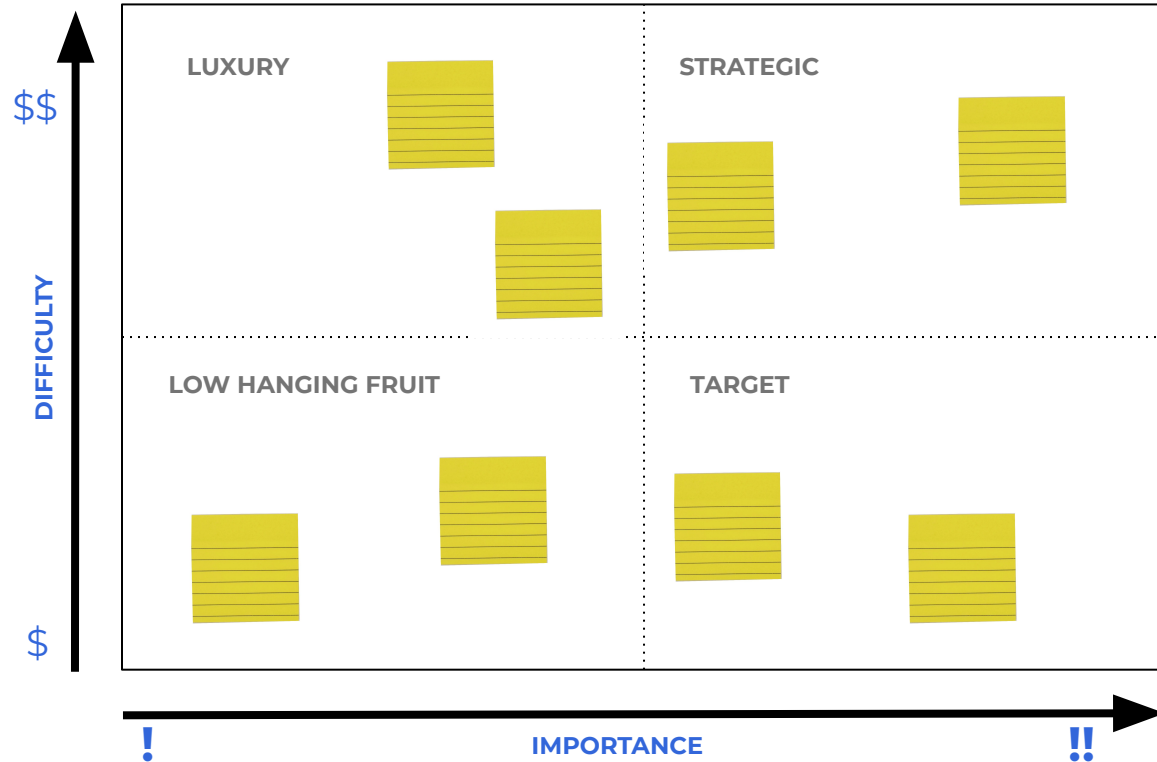 LUXURY
STRATEGIC
$$
DIFFICULTY
LOW HANGING FRUIT
TARGET
$
!
IMPORTANCE
!!